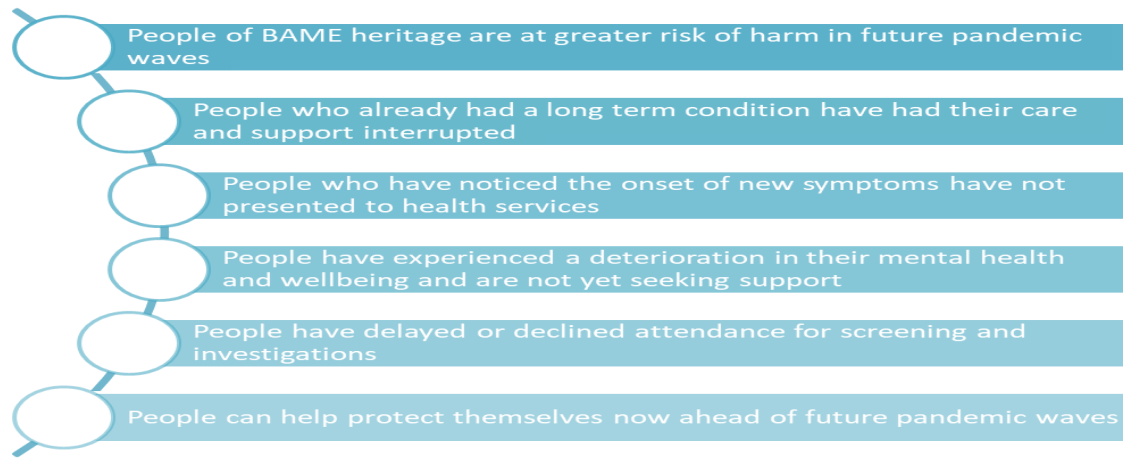 People of BAME heritage are at greater risk of harm in future pandemic
waves
People who already had a long term condition have had their care
and support interrupted
People who have noticed the onset of new symptoms have not
presented to health services
People have experienced a deterioration in their mental health
and wellbeing and are not yet seeking support
People have delayed or declined attendance for screening and
investigations
People can help protect themselves now ahead of future pandemic waves